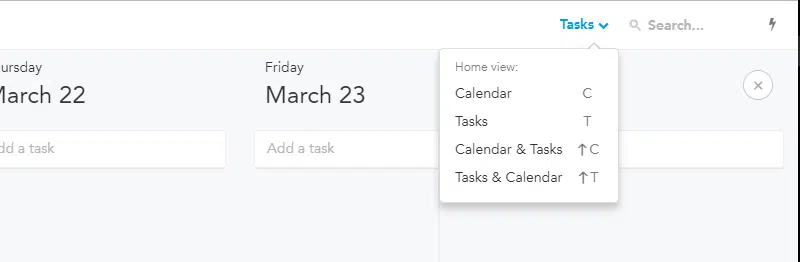 Tasks
Search...
ursday
March 22
Friday
March 23
dd a task
Add a task
Home view:
Calendar C
Tasks T
Calendar & Tasks ↑C
Tasks & Calendar ↑T